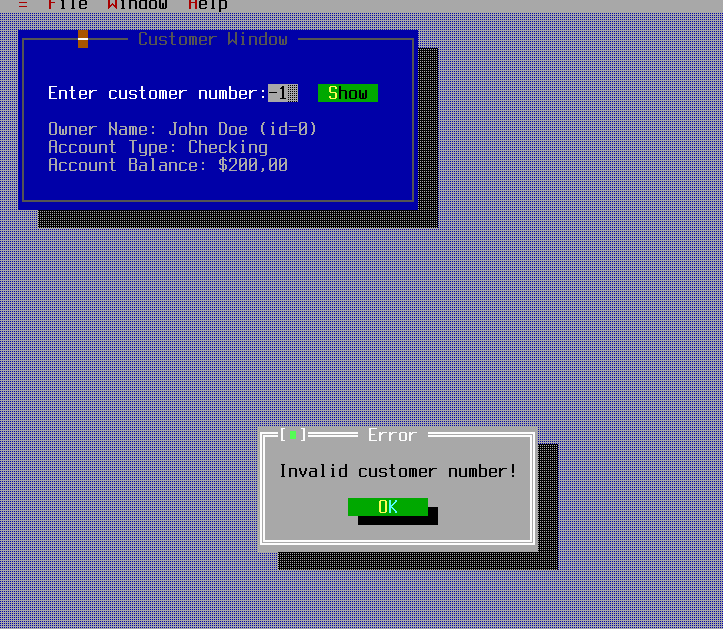 ≡ File Window Help
Customer Window
Enter customer number:-1 Show
Owner Name: John Doe (id=0)
Account Type: Checking
Account Balance: $200,00
[■] Error
Invalid customer number!
OK